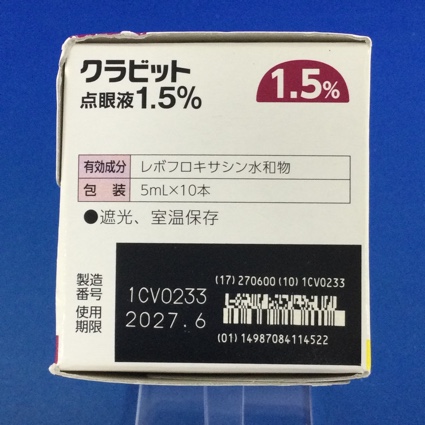 クラビット
点眼液1.5%
1.5%
有効成分 レボフロキサシン水和物
包装 5mL×10本
●遮光、室温保存
製造番号 1CV0233
使用期限 2027.6
(17)270600(10)1CV0233
(01)14987084114522